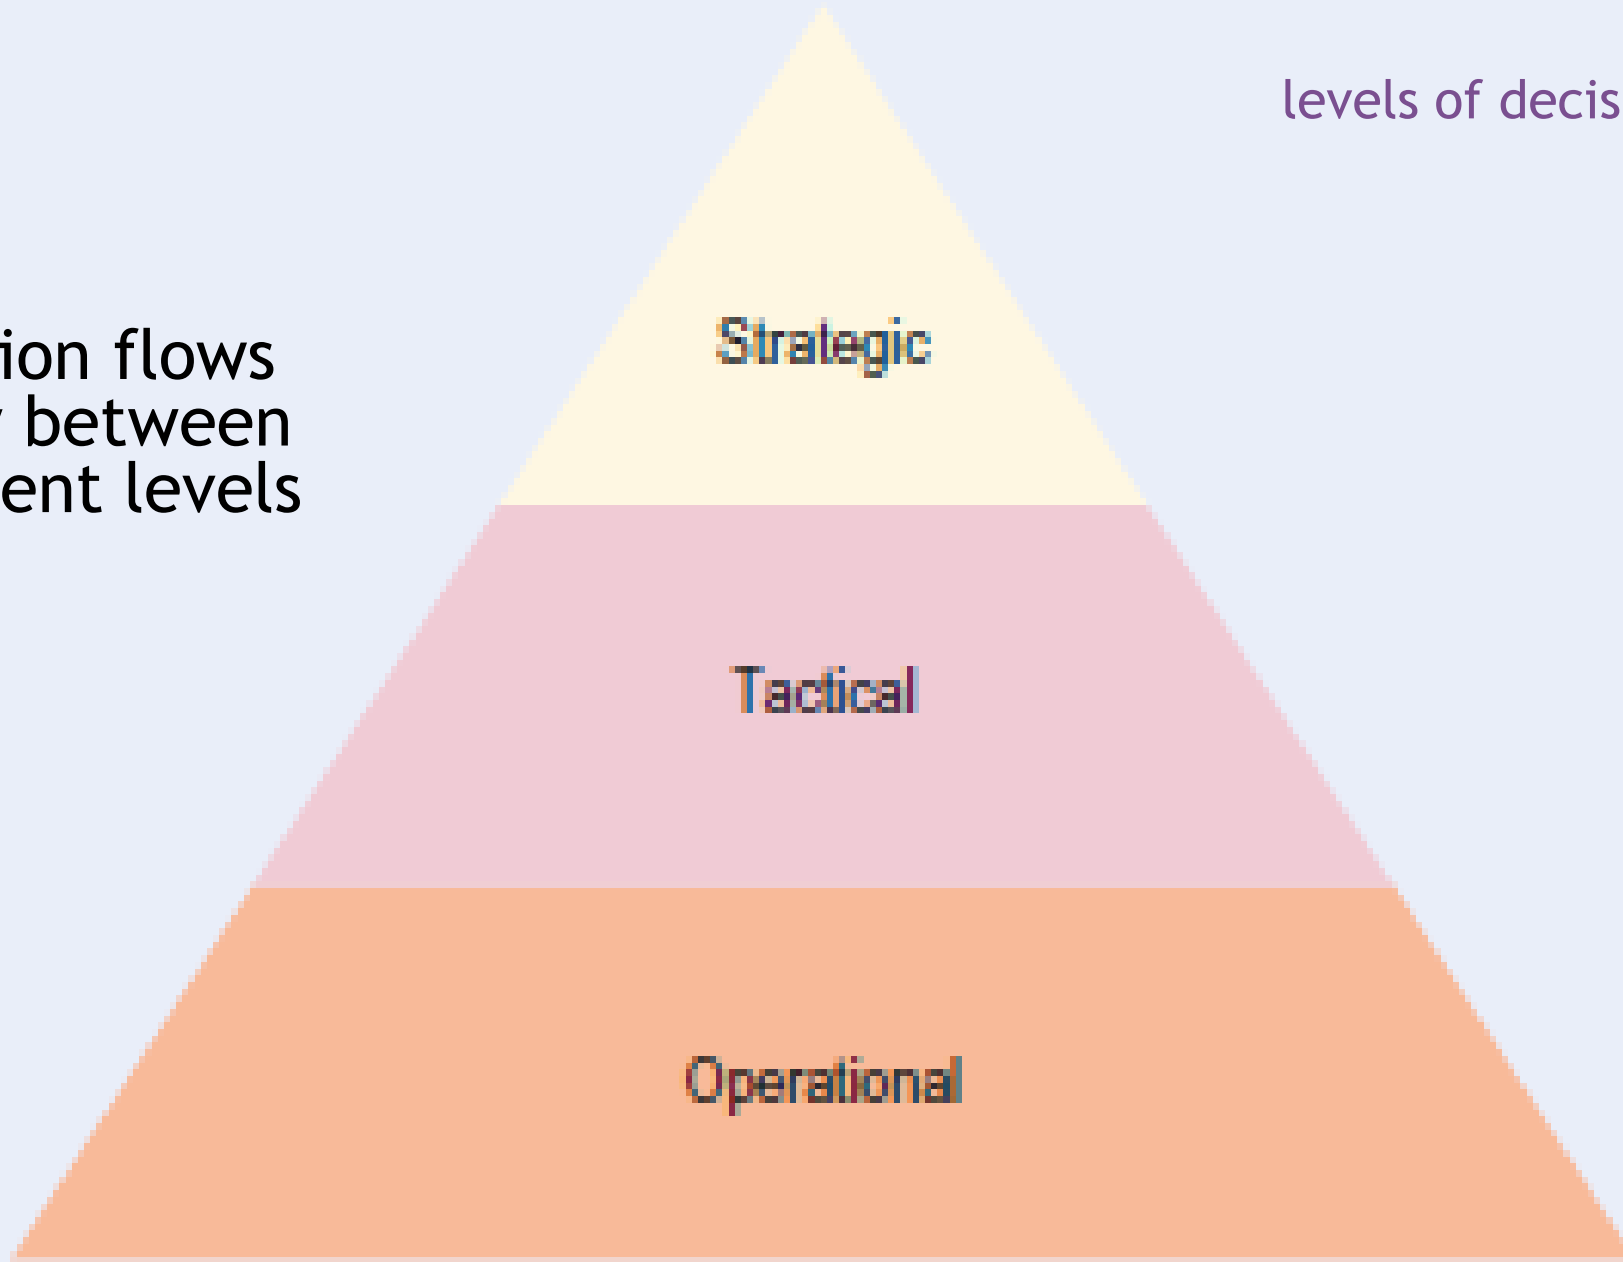 levels of decis
ion flows
between
ent levels
Strategic
Tactical
Operational